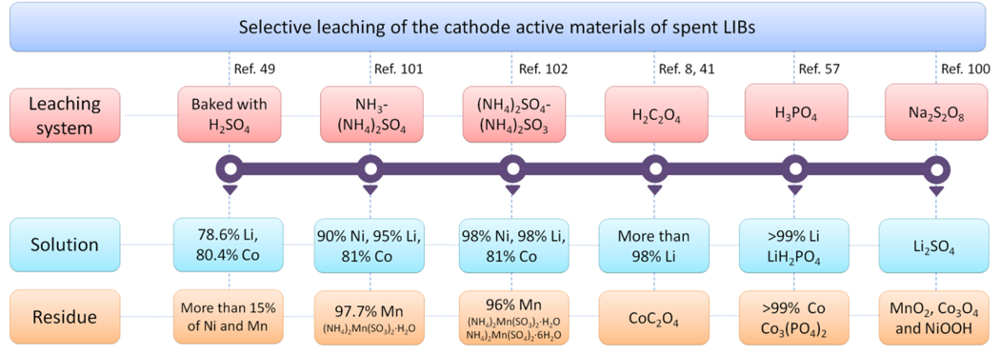 Selective leaching of the cathode active materials of spent LIBs
Ref. 49
Ref. 101
Ref. 102
Ref. 8, 41
Ref. 57
Ref. 100
Leaching
system
Baked with
H₂SO₄
NH₃-
(NH₄)₂SO₄
(NH₄)₂SO₄-
(NH₄)₂SO₃
H₂C₂O₄
H₃PO₄
Na₂S₂O₈
Solution
78.6% Li,
80.4% Co
90% Ni, 95% Li,
81% Co
98% Ni, 98% Li,
81% Co
More than
98% Li
>99% Li
LiH₂PO₄
Li₂SO₄
Residue
More than 15%
of Ni and Mn
97.7% Mn
(NH₄)₂Mn(SO₃)₂·H₂O
96% Mn
(NH₄)₂Mn(SO₃)₂·H₂O
NH₄)₂Mn(SO₄)₂·6H₂O
CoC₂O₄
>99% Co
Co₃(PO₄)₂
MnO₂, Co₃O₄
and NiOOH